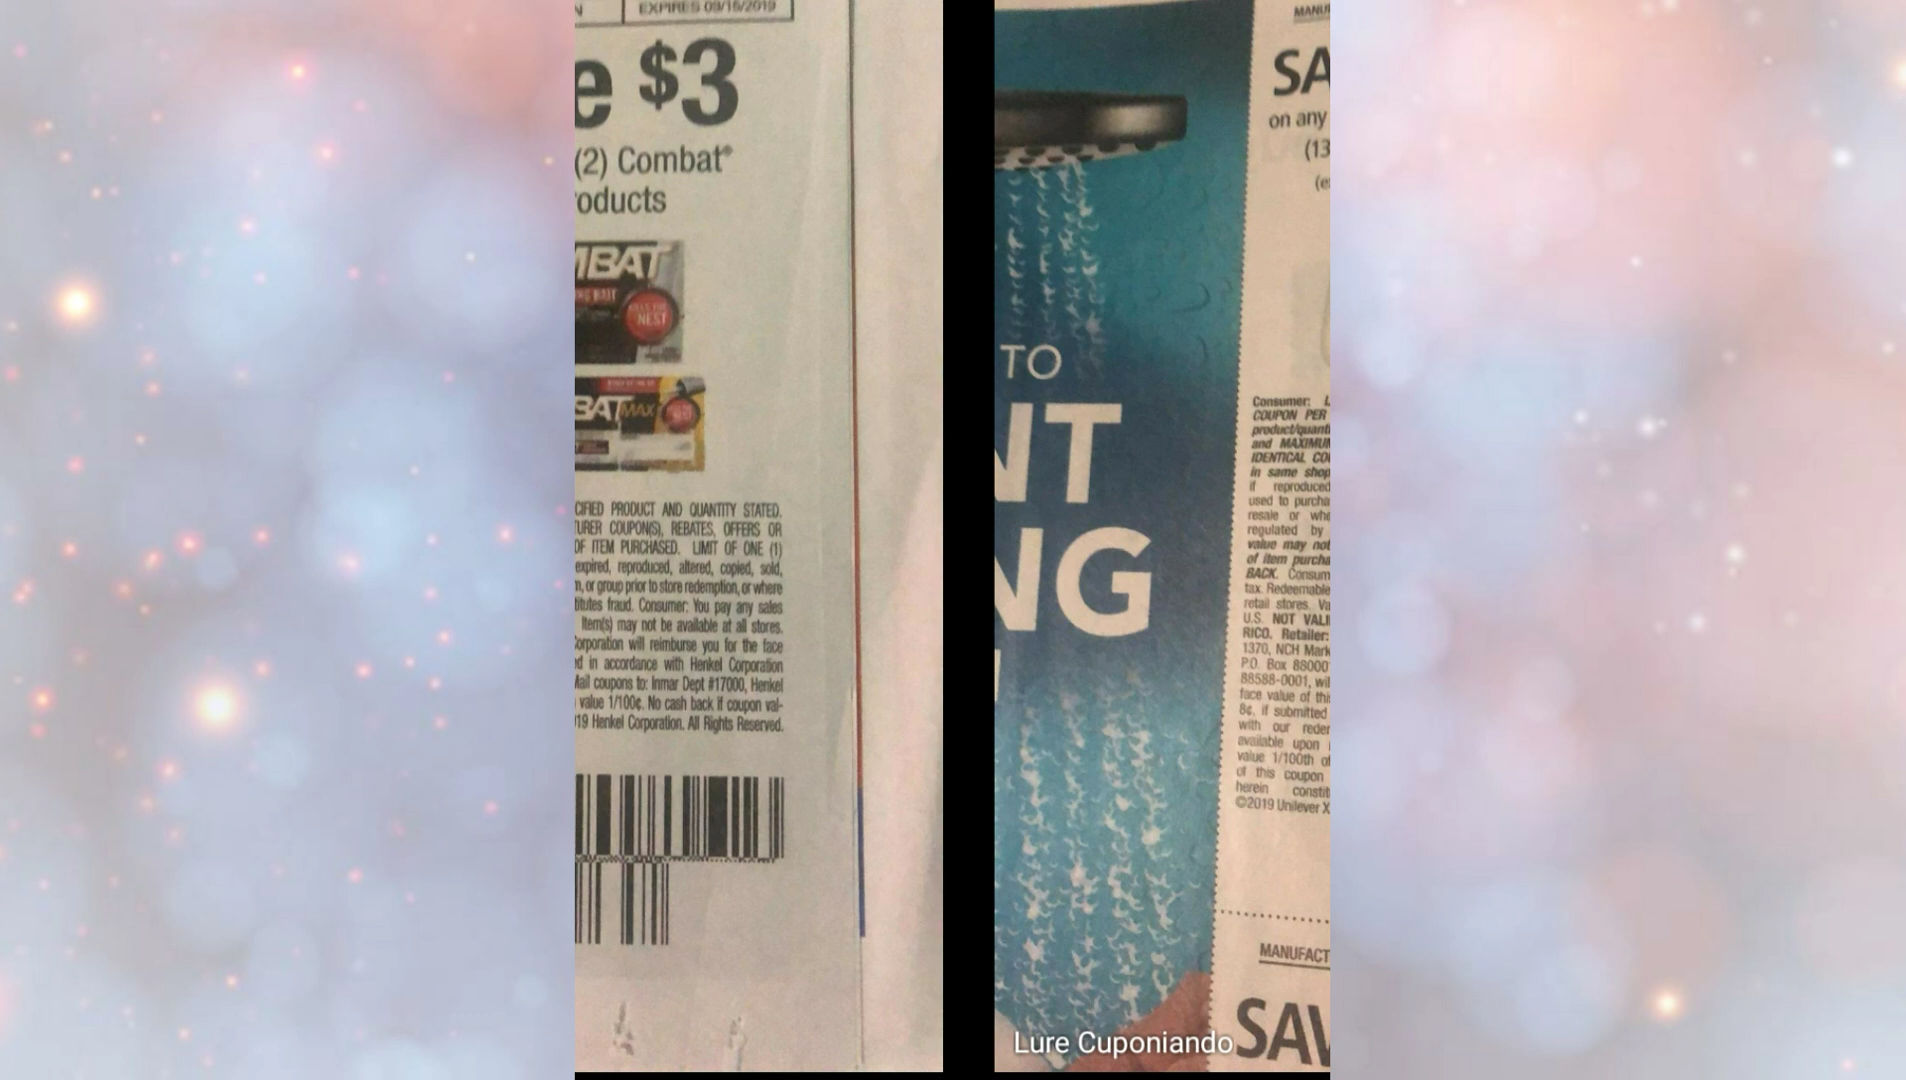 EXPIRES 09/15/2019
e $3
(2) Combat®
oducts
MBAT
NEST
BAT MAX
CIFIED PRODUCT AND QUANTITY STATED.
TURER COUPON(S), REBATES, OFFERS OR
OF ITEM PURCHASED. LIMIT OF ONE (1)
expired, reproduced, altered, copied, sold,
n, or group prior to store redemption, or where
titutes fraud. Consumer: You pay any sales
Item(s) may not be available at all stores.
Corporation will reimburse you for the face
ed in accordance with Henkel Corporation
Mail coupons to: Inmar Dept #17000, Henkel
value 1/100¢. No cash back if coupon val-
19 Henkel Corporation. All Rights Reserved.
TO
NT
NG
MANU
SA
on any
(13
(e
Consumer:
COUPON PER
product/quanti
and MAXIMUM
IDENTICAL CO
in same shop
if reproduced
used to purcha
resale or whe
regulated by
value may not
of item purcha
BACK. Consum
tax. Redeemable
retail stores. Va
U.S. NOT VALI
RICO. Retailer:
1370, NCH Mark
P.O. Box 88000
88588-0001, wil
face value of thi
8¢, if submitted
with our reder
available upon
value 1/100th of
of this coupon
herein constit
©2019 Unilever X
MANUFACT
SAV
Lure Cuponiando